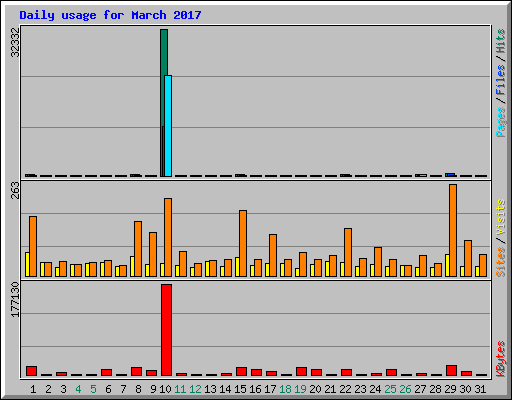 Daily usage for March 2017
32332
Pages / Files / Hits
263
Sites / Visits
177130
KBytes
1 2 3 4 5 6 7 8 9 10 11 12 13 14 15 16 17 18 19 20 21 22 23 24 25 26 27 28 29 30 31